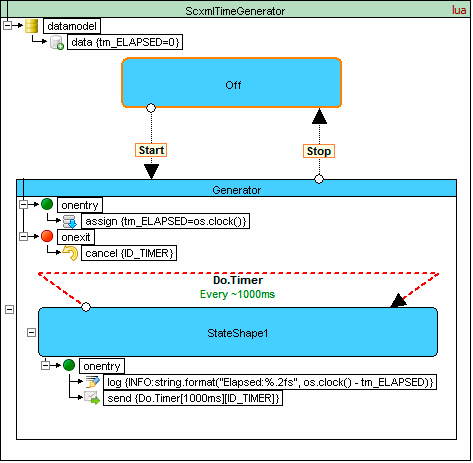 ScxmlTimeGenerator lua
datamodel
data {tm_ELAPSED=0}
Off
Start
Stop
Generator
onentry
assign {tm_ELAPSED=os.clock()}
onexit
cancel {ID_TIMER}
Do.Timer
Every ~1000ms
StateShape1
onentry
log {INFO:string.format("Elapsed:%.2fs", os.clock() - tm_ELAPSED)}
send {Do.Timer[1000ms][ID_TIMER]}